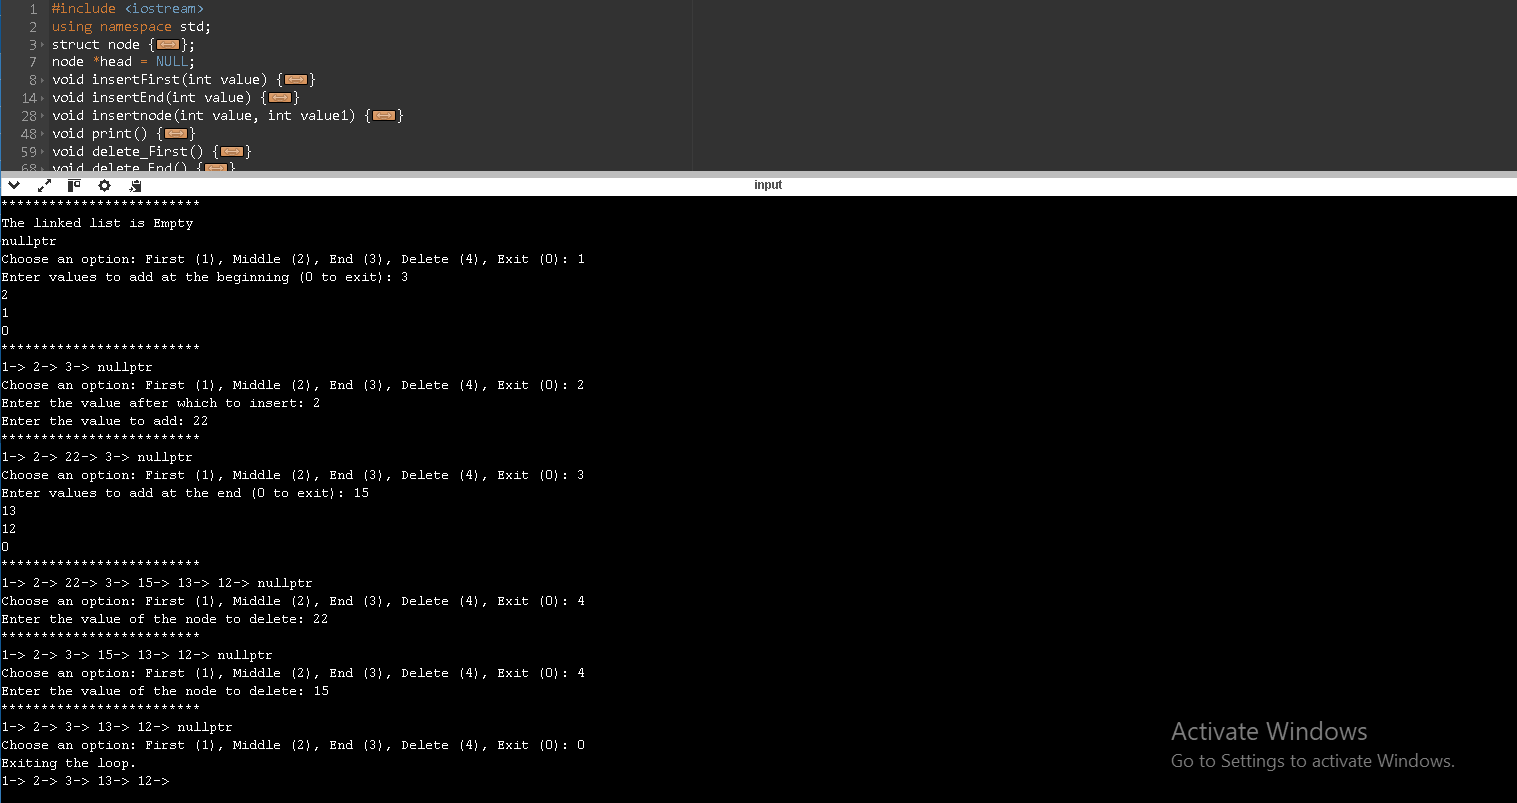 1 #include <iostream>
2 using namespace std;
3 struct node {};
7 node *head = NULL;
8 void insertFirst(int value) {}
14 void insertEnd(int value) {}
28 void insertnode(int value, int value1) {}
48 void print() {}
59 void delete_First() {}
68 void delete_End() {}
input
*************************
The linked list is Empty
nullptr
Choose an option: First (1), Middle (2), End (3), Delete (4), Exit (0): 1
Enter values to add at the beginning (0 to exit): 3
2
1
0
*************************
1-> 2-> 3-> nullptr
Choose an option: First (1), Middle (2), End (3), Delete (4), Exit (0): 2
Enter the value after which to insert: 2
Enter the value to add: 22
*************************
1-> 2-> 22-> 3-> nullptr
Choose an option: First (1), Middle (2), End (3), Delete (4), Exit (0): 3
Enter values to add at the end (0 to exit): 15
13
12
0
*************************
1-> 2-> 22-> 3-> 15-> 13-> 12-> nullptr
Choose an option: First (1), Middle (2), End (3), Delete (4), Exit (0): 4
Enter the value of the node to delete: 22
*************************
1-> 2-> 3-> 15-> 13-> 12-> nullptr
Choose an option: First (1), Middle (2), End (3), Delete (4), Exit (0): 4
Enter the value of the node to delete: 15
*************************
1-> 2-> 3-> 13-> 12-> nullptr
Choose an option: First (1), Middle (2), End (3), Delete (4), Exit (0): 0
Exiting the loop.
1-> 2-> 3-> 13-> 12->
Activate Windows
Go to Settings to activate Windows.